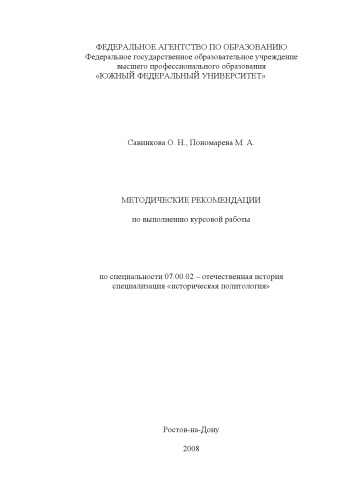 ФЕДЕРАЛЬНОЕ АГЕНТСТВО ПО ОБРАЗОВАНИЮ
Федеральное государственное образовательное учреждение
высшего профессионального образования
«ЮЖНЫЙ ФЕДЕРАЛЬНЫЙ УНИВЕРСИТЕТ»
Савинкова О. Н., Пономарева М. А.
МЕТОДИЧЕСКИЕ РЕКОМЕНДАЦИИ
по выполнению курсовой работы
по специальности 07.00.02 – отечественная история
специализация «историческая политология»
Ростов-на-Дону
2008